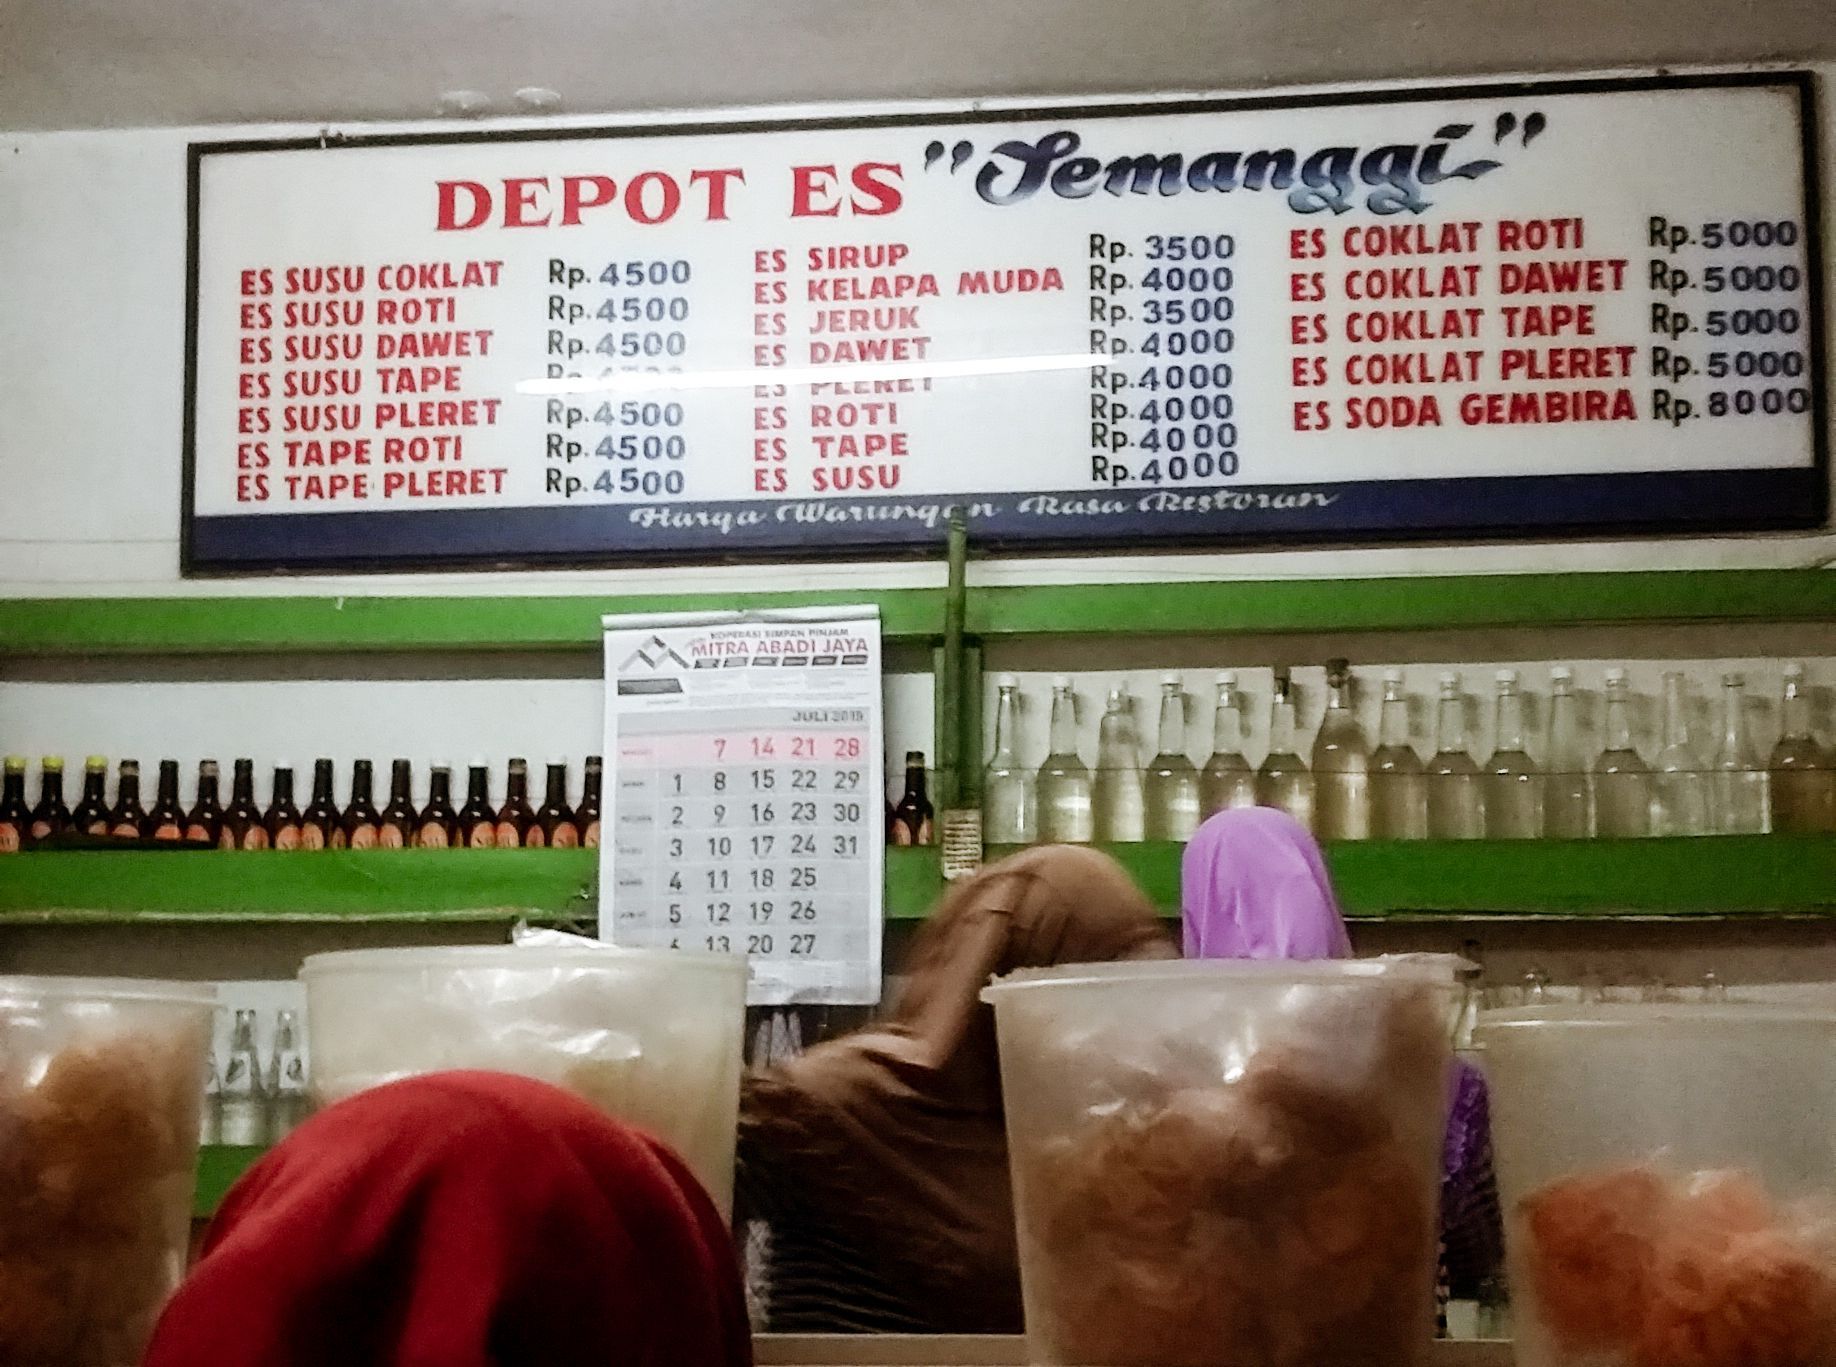 DEPOT ES "Semanggi"
ES SUSU COKLAT Rp. 4500
ES SUSU ROTI Rp. 4500
ES SUSU DAWET Rp. 4500
ES SUSU TAPE Rp.
ES SUSU PLERET Rp. 4500
ES TAPE ROTI Rp. 4500
ES TAPE PLERET Rp. 4500
ES SIRUP Rp. 3500
ES KELAPA MUDA Rp. 4000
ES JERUK Rp. 3500
ES DAWET Rp. 4000
ES PLERET Rp. 4000
ES ROTI Rp. 4000
ES TAPE Rp. 4000
ES SUSU Rp. 4000
ES COKLAT ROTI Rp. 5000
ES COKLAT DAWET Rp. 5000
ES COKLAT TAPE Rp. 5000
ES COKLAT PLERET Rp. 5000
ES SODA GEMBIRA Rp. 8000
Harga Warungan Rasa Restoran
KOPERASI SIMPAN PINJAM
MITRA ABADI JAYA
JULI 2019
7 14 21 28
1 8 15 22 29
2 9 16 23 30
3 10 17 24 31
4 11 18 25
5 12 19 26
6 13 20 27